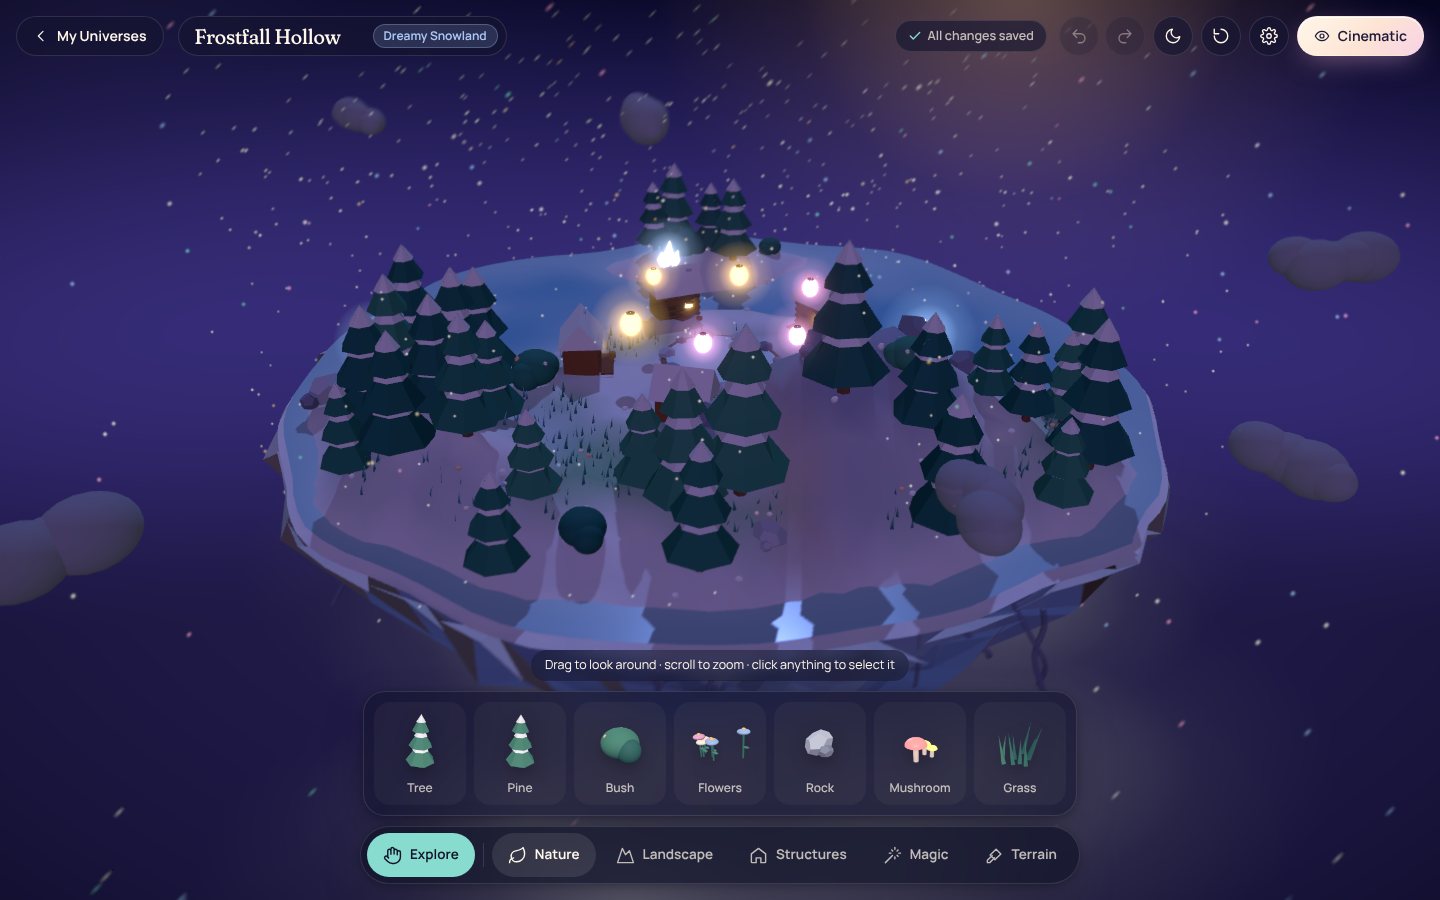 My Universes
Frostfall Hollow
Dreamy Snowland
All changes saved
Cinematic
Drag to look around · scroll to zoom · click anything to select it
Tree
Pine
Bush
Flowers
Rock
Mushroom
Grass
Explore
Nature
Landscape
Structures
Magic
Terrain